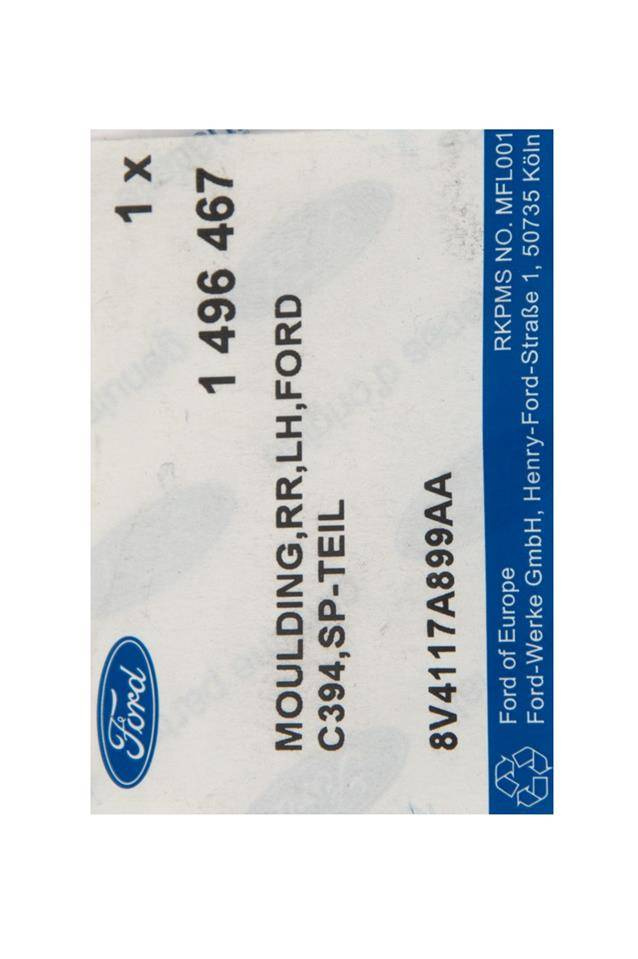 Ford
1 x
1 496 467
MOULDING,RR,LH,FORD
C394,SP-TEIL
8V4117A899AA
Ford of Europe
RKPMS NO. MFL001
Ford-Werke GmbH, Henry-Ford-Straße 1, 50735 Köln